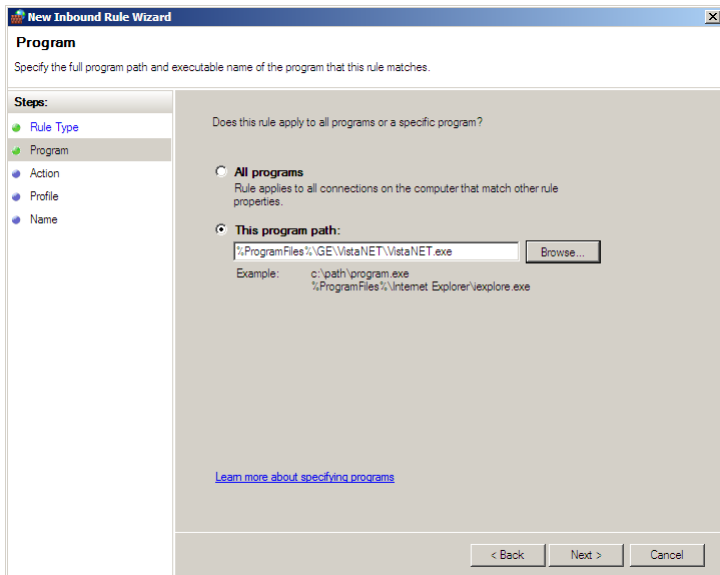 New Inbound Rule Wizard
Program
Specify the full program path and executable name of the program that this rule matches.
Steps:
Rule Type
Program
Action
Profile
Name
Does this rule apply to all programs or a specific program?
All programs
Rule applies to all connections on the computer that match other rule
properties.
This program path:
%ProgramFiles%\GE\VistaNET\VistaNET.exe
Browse...
Example:
c:\path\program.exe
%ProgramFiles%\Internet Explorer\iexplore.exe
Learn more about specifying programs
< Back
Next >
Cancel